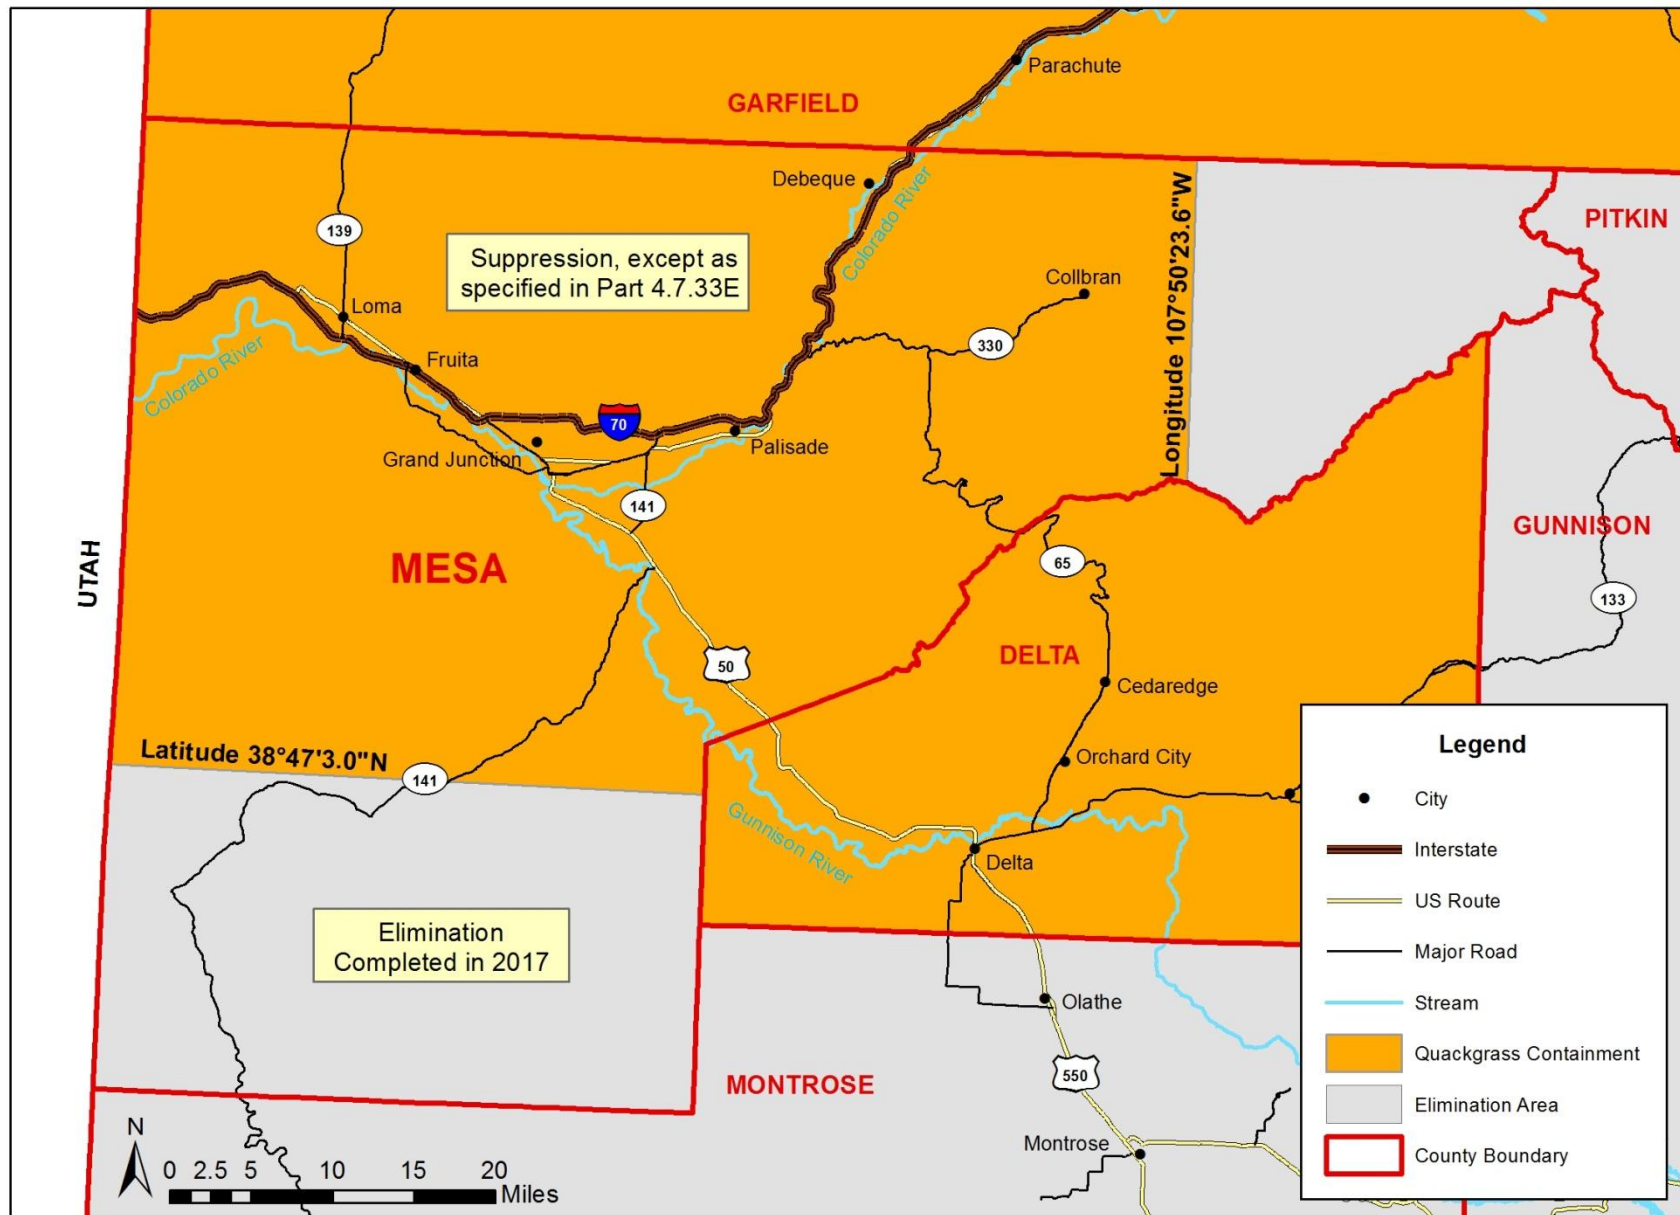 Parachute
GARFIELD
Debeque
Colorado River
PITKIN
139
Suppression, except as
specified in Part 4.7.33E
Longitude 107°50'23.6"W
Collbran
Loma
330
Colorado River
Fruita
70
Grand Junction
Palisade
141
GUNNISON
UTAH
MESA
65
133
50
DELTA
Cedaredge
Latitude 38°47'3.0"N
141
Orchard City
Gunnison River
Delta
Elimination
Completed in 2017
Olathe
550
MONTROSE
Montrose
N
0 2.5 5 10 15 20
Miles
Legend
City
Interstate
US Route
Major Road
Stream
Quackgrass Containment
Elimination Area
County Boundary